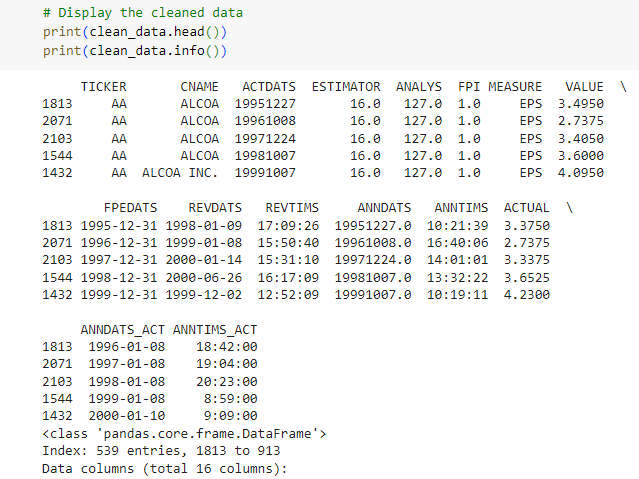 # Display the cleaned data
print(clean_data.head())
print(clean_data.info())
TICKER CNAME ACTDATS ESTIMATOR ANALYS FPI MEASURE VALUE \
1813 AA ALCOA 19951227 16.0 127.0 1.0 EPS 3.4950
2071 AA ALCOA 19961008 16.0 127.0 1.0 EPS 2.7375
2103 AA ALCOA 19971224 16.0 127.0 1.0 EPS 3.4050
1544 AA ALCOA 19981007 16.0 127.0 1.0 EPS 3.6000
1432 AA ALCOA INC. 19991007 16.0 127.0 1.0 EPS 4.0950
FPEDATS REVDATS REVTIMS ANNDATS ANNTIMS ACTUAL \
1813 1995-12-31 1998-01-09 17:09:26 19951227.0 10:21:39 3.3750
2071 1996-12-31 1999-01-08 15:50:40 19961008.0 16:40:06 2.7375
2103 1997-12-31 2000-01-14 15:31:10 19971224.0 14:01:01 3.3375
1544 1998-12-31 2000-06-26 16:17:09 19981007.0 13:32:22 3.6525
1432 1999-12-31 1999-12-02 12:52:09 19991007.0 10:19:11 4.2300
ANNDATS_ACT ANNTIMS_ACT
1813 1996-01-08 18:42:00
2071 1997-01-08 19:04:00
2103 1998-01-08 20:23:00
1544 1999-01-08 8:59:00
1432 2000-01-10 9:09:00
<class 'pandas.core.frame.DataFrame'>
Index: 539 entries, 1813 to 913
Data columns (total 16 columns):